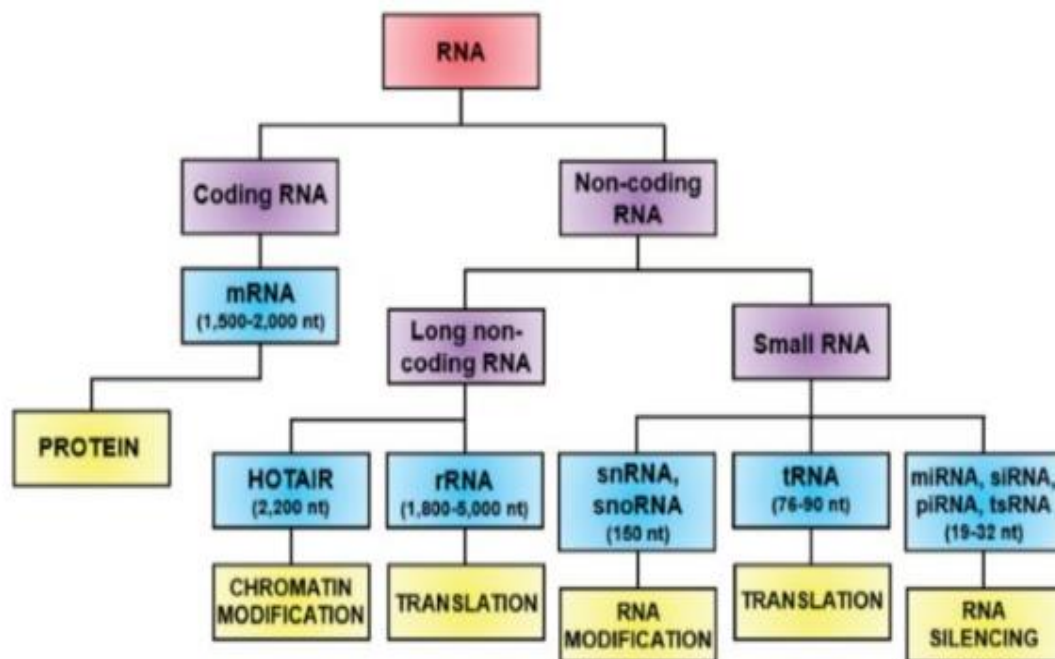 RNA
Coding RNA
Non-coding
RNA
mRNA
(1,500-2,000 nt)
Long non-
coding RNA
Small RNA
PROTEIN
HOTAIR
(2,200 nt)
rRNA
(1,800-5,000 nt)
snRNA,
snoRNA
(150 nt)
tRNA
(76-90 nt)
miRNA, siRNA,
piRNA, tsRNA
(19-32 nt)
CHROMATIN
MODIFICATION
TRANSLATION
RNA
MODIFICATION
TRANSLATION
RNA
SILENCING